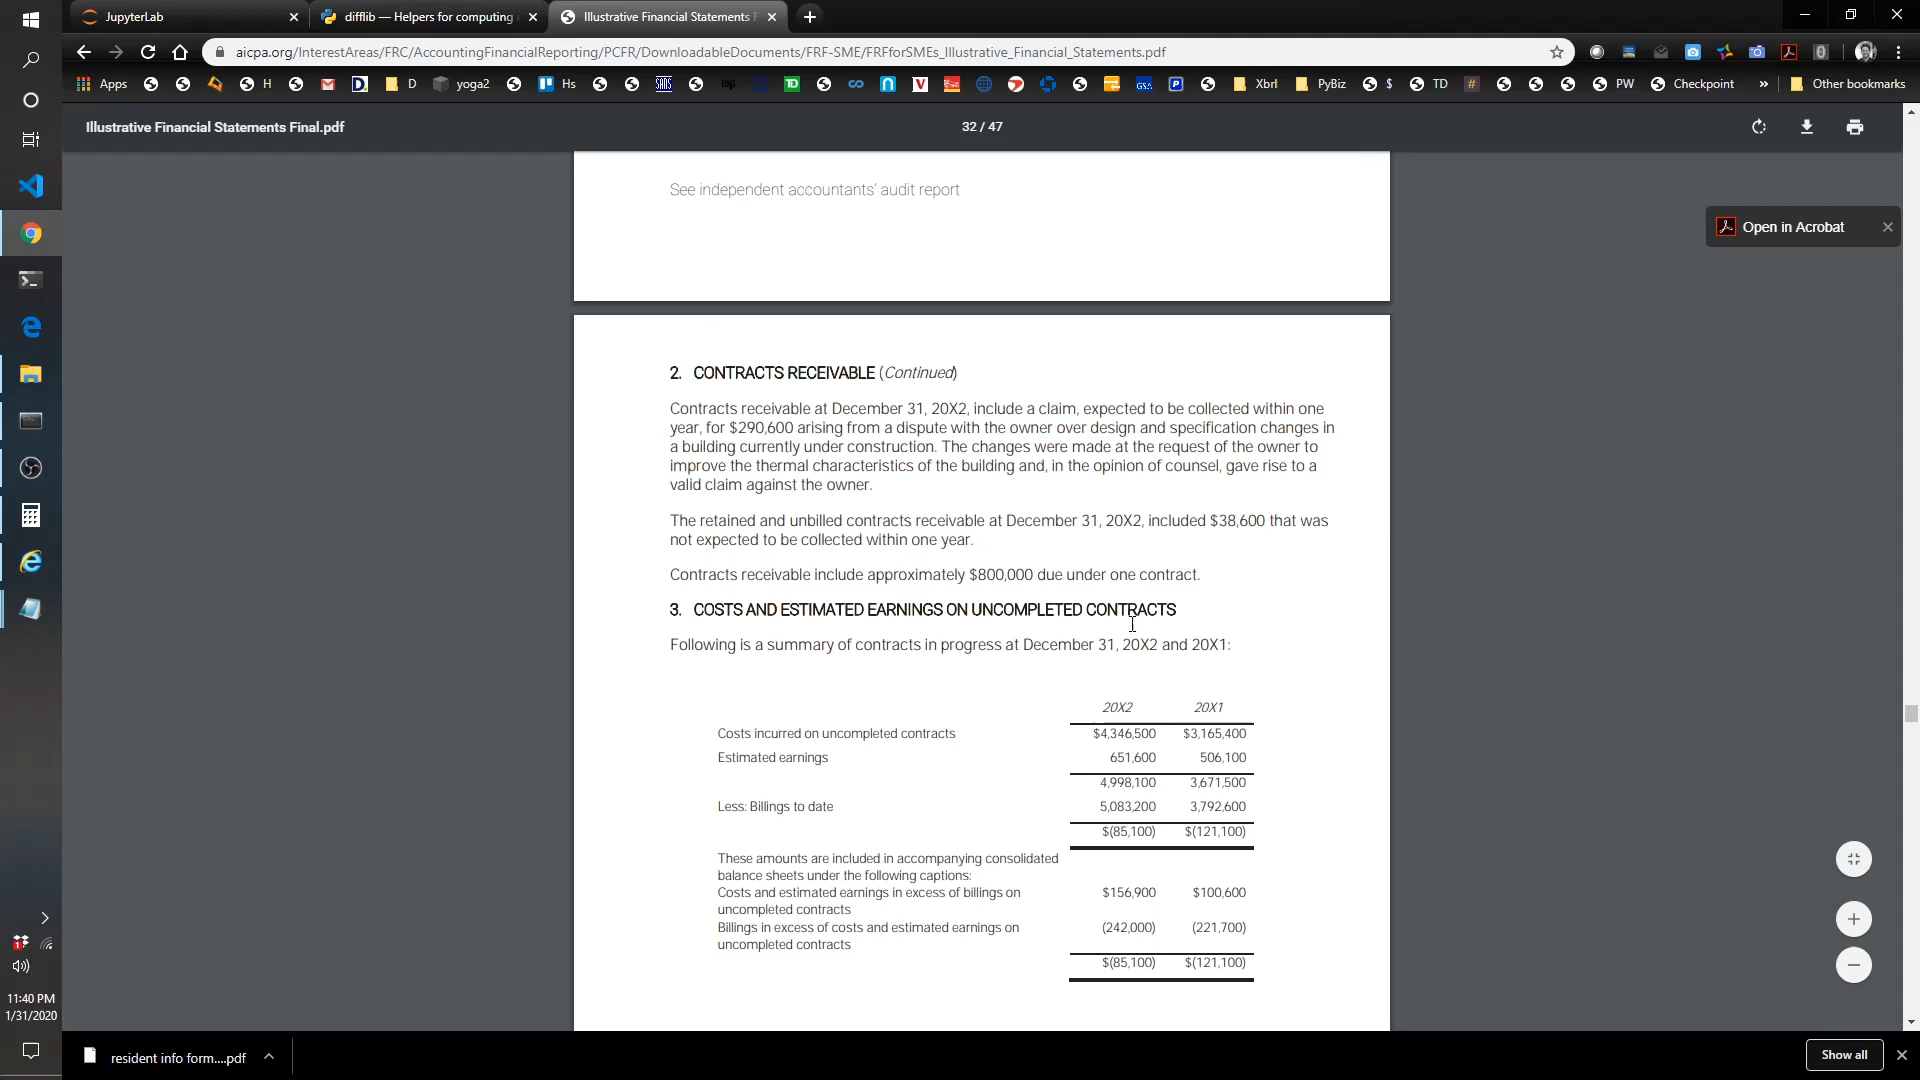 JupyterLab
difflib — Helpers for computing
Illustrative Financial Statements F
aicpa.org/InterestAreas/FRC/AccountingFinancialReporting/PCFR/DownloadableDocuments/FRF-SME/FRFforSMEs_Illustrative_Financial_Statements.pdf
Apps H D yoga2 Hs SANS TD GSA Xbrl PyBiz $ TD # PW Checkpoint » Other bookmarks
Illustrative Financial Statements Final.pdf
32 / 47
See independent accountants' audit report
Open in Acrobat
2. CONTRACTS RECEIVABLE (Continued)
Contracts receivable at December 31, 20X2, include a claim, expected to be collected within one
year, for $290,600 arising from a dispute with the owner over design and specification changes in
a building currently under construction. The changes were made at the request of the owner to
improve the thermal characteristics of the building and, in the opinion of counsel, gave rise to a
valid claim against the owner.
The retained and unbilled contracts receivable at December 31, 20X2, included $38,600 that was
not expected to be collected within one year.
Contracts receivable include approximately $800,000 due under one contract.
3. COSTS AND ESTIMATED EARNINGS ON UNCOMPLETED CONTRACTS
Following is a summary of contracts in progress at December 31, 20X2 and 20X1:
20X2 20X1
Costs incurred on uncompleted contracts $4,346,500 $3,165,400
Estimated earnings 651,600 506,100
4,998,100 3,671,500
Less: Billings to date 5,083,200 3,792,600
$(85,100) $(121,100)
These amounts are included in accompanying consolidated
balance sheets under the following captions:
Costs and estimated earnings in excess of billings on $156,900 $100,600
uncompleted contracts
Billings in excess of costs and estimated earnings on (242,000) (221,700)
uncompleted contracts
$(85,100) $(121,100)
11:40 PM
1/31/2020
resident info form....pdf
Show all